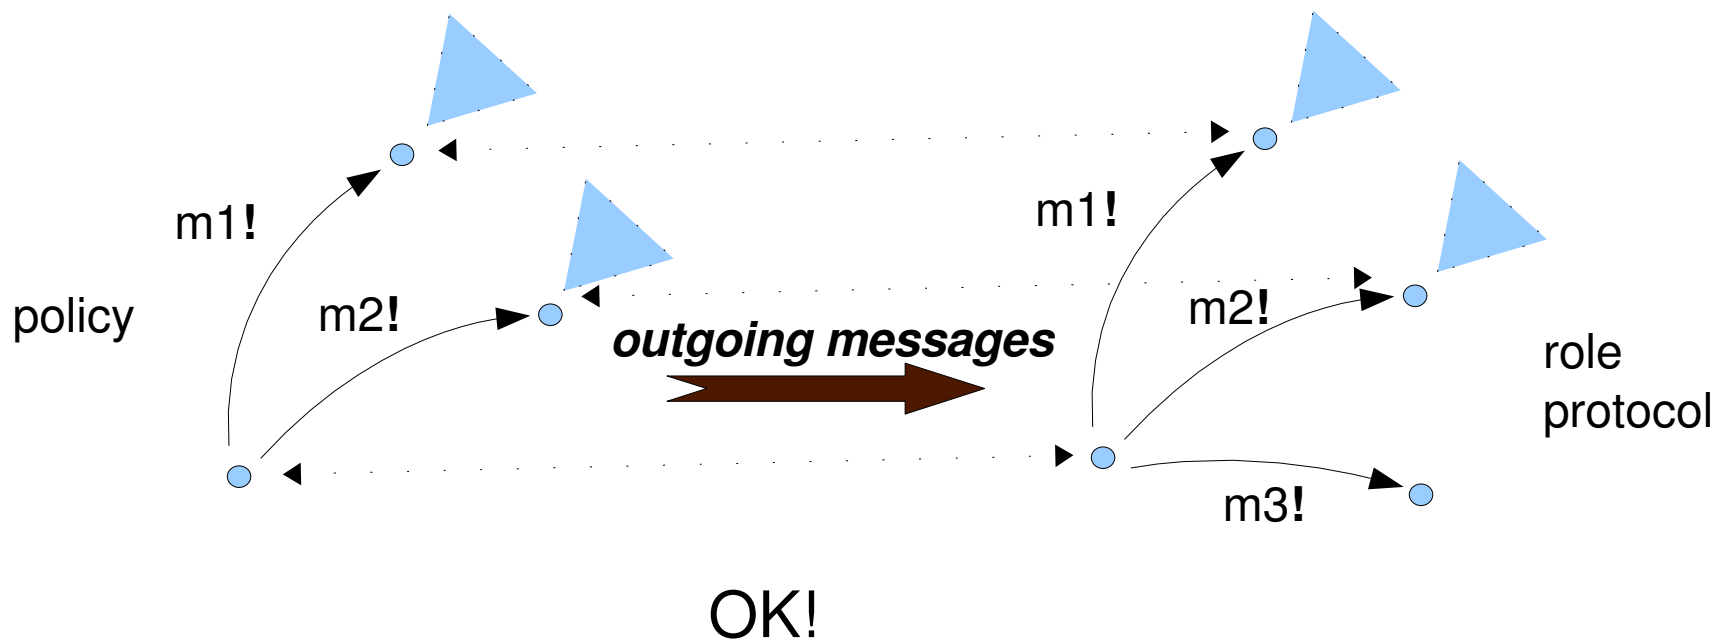 m1!
m1!
policy
m2!
m2!
outgoing messages
role
protocol
m3!
OK!